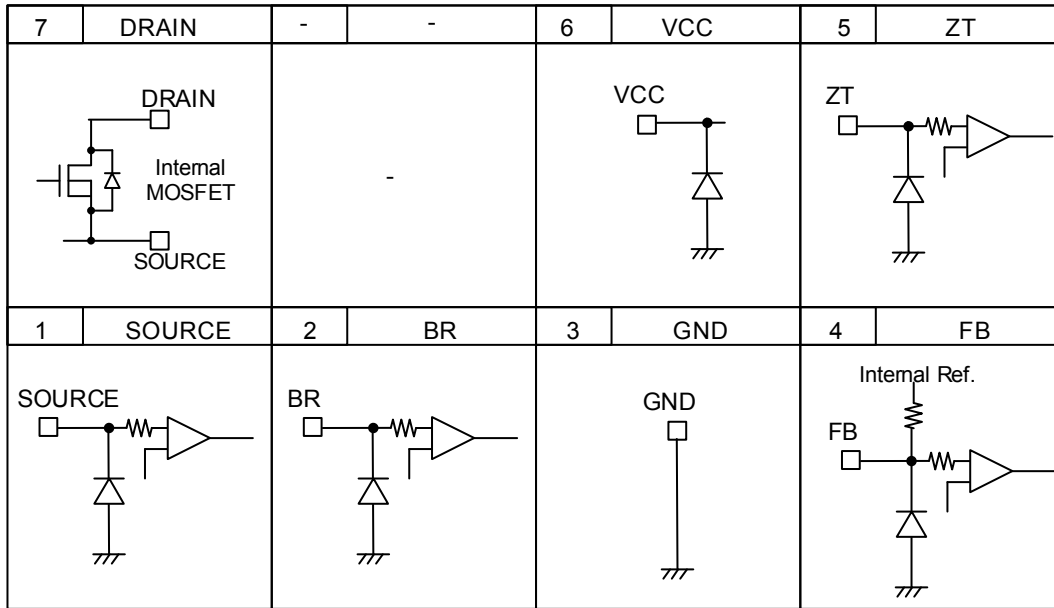 7 DRAIN - - 6 VCC 5 ZT
DRAIN
Internal
MOSFET
SOURCE
-
VCC
ZT
1 SOURCE 2 BR 3 GND 4 FB
SOURCE
BR
GND
Internal Ref.
FB